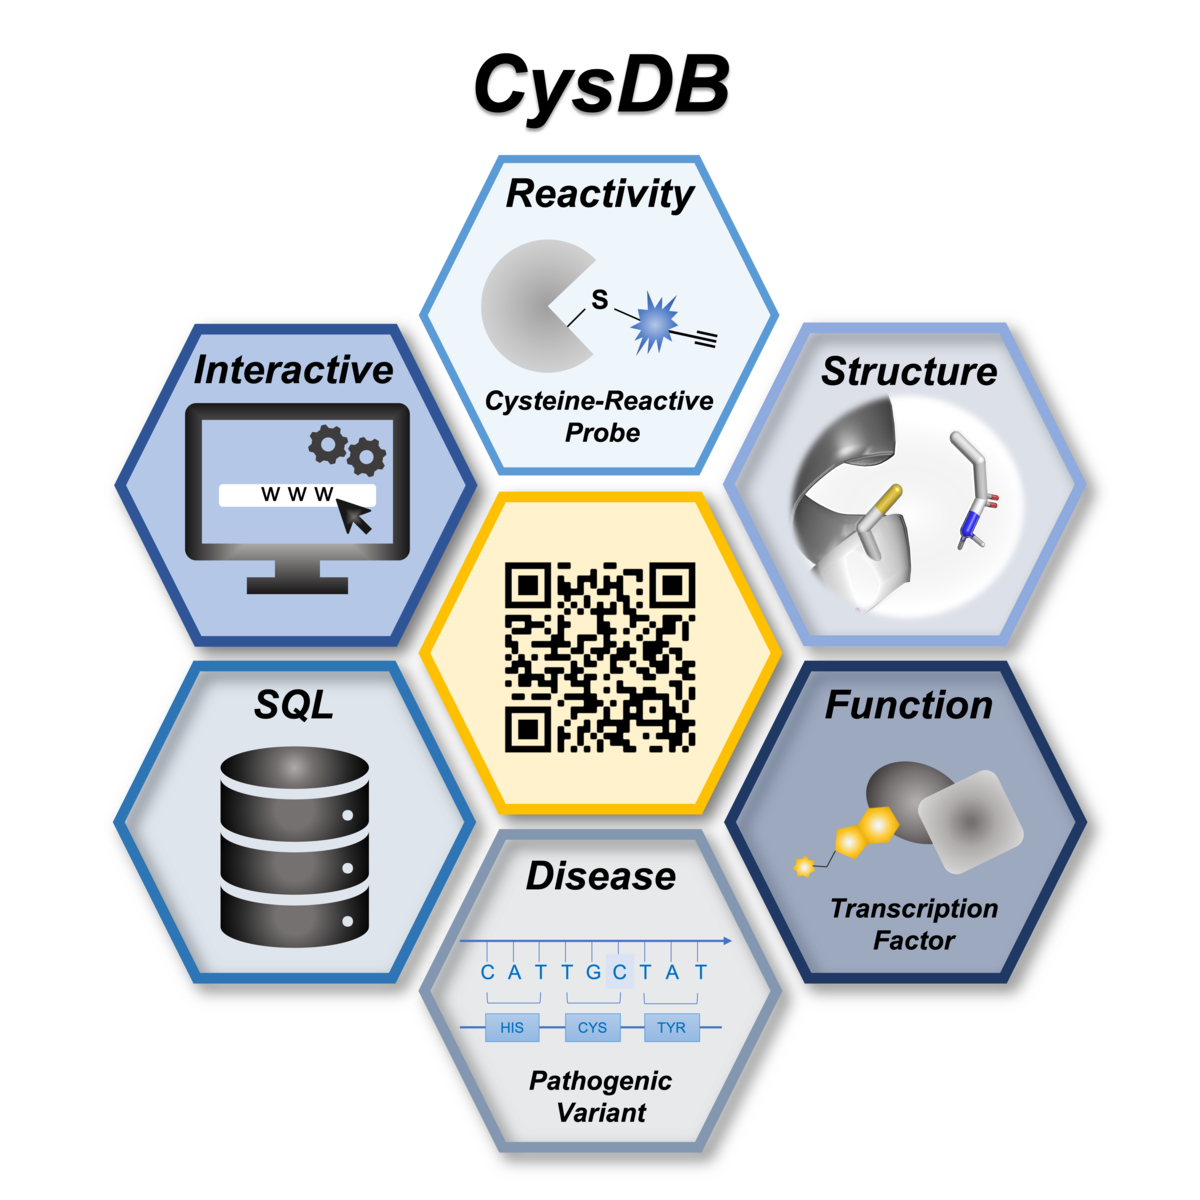 CysDB
Reactivity
S
Cysteine-Reactive
Probe
Interactive
W W W
Structure
SQL
Function
Transcription
Factor
Disease
C A T T G C T A T
HIS CYS TYR
Pathogenic
Variant